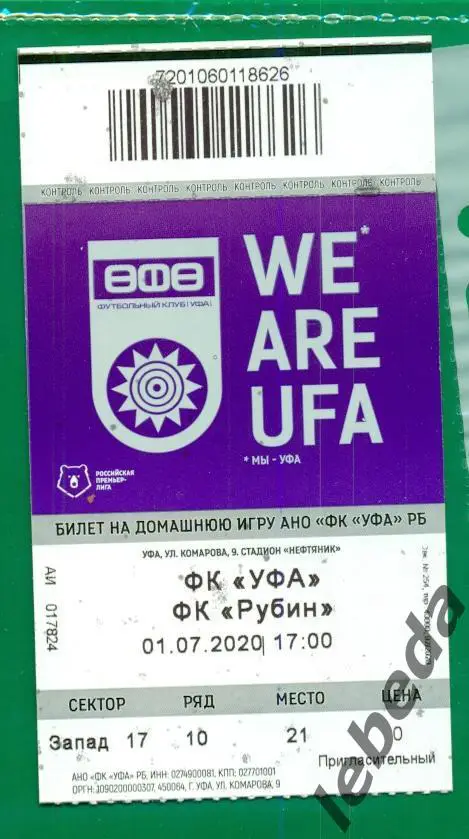 7201060118626
КОНТРОЛЬ КОНТРОЛЬ КОНТРОЛЬ КОНТРОЛЬ КОНТРОЛЬ КОНТРОЛЬ КОНТРОЛЬ КОНТРОЛЬ
ФУТБОЛЬНЫЙ КЛУБ (УФА)
WE*
ARE
UFA
* МЫ - УФА
РОССИЙСКАЯ
ПРЕМЬЕР-
ЛИГА
БИЛЕТ НА ДОМАШНЮЮ ИГРУ АНО «ФК «УФА» РБ
УФА, УЛ. КОМАРОВА, 9. СТАДИОН «НЕФТЯНИК»
ФК «УФА»
ФК «Рубин»
01.07.2020 17:00
АИ 017824
СЕКТОР РЯД МЕСТО ЦЕНА
Запад 17 10 21 0
Пригласительный
АНО «ФК «УФА» РБ, ИНН: 0274900081, КПП: 027701001
ОГРН: 1090200000307, 450064, Г. УФА, УЛ. КОМАРОВА, 9
lebeda